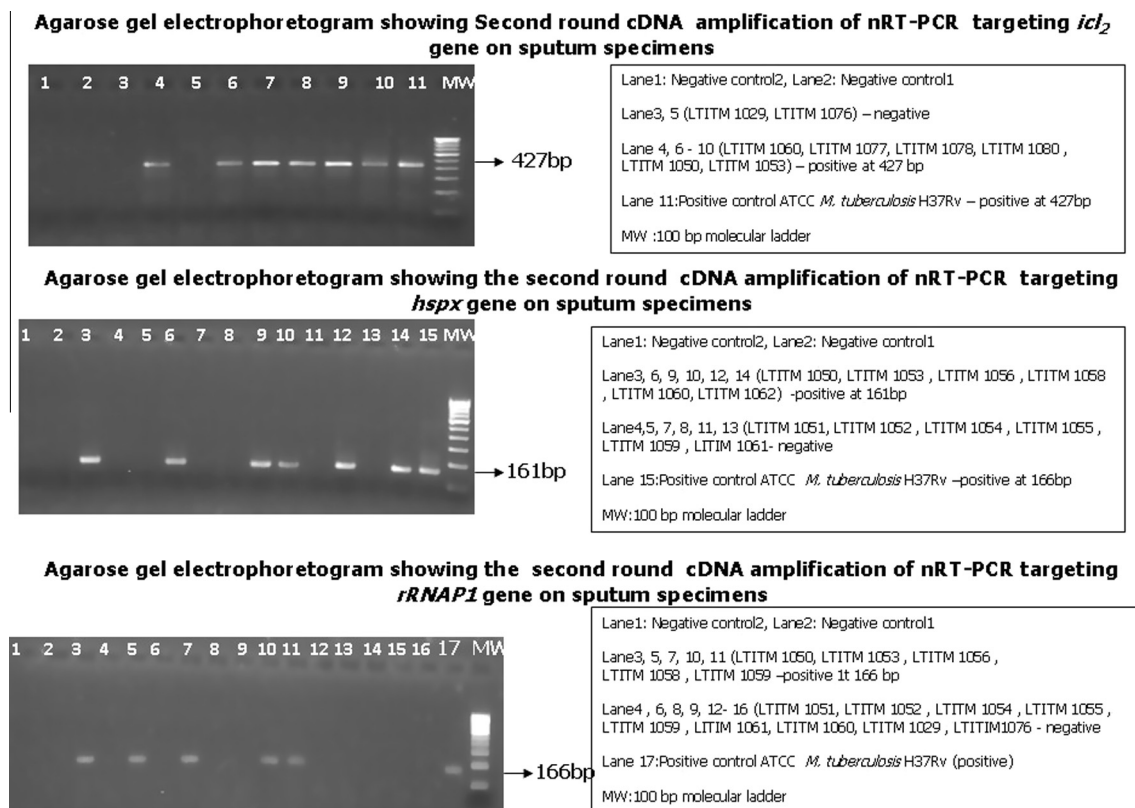 Agarose gel electrophoretogram showing Second round cDNA amplification of nRT-PCR targeting icl2
gene on sputum specimens
1 2 3 4 5 6 7 8 9 10 11 MW
427bp
Lane1: Negative control2, Lane2: Negative control1
Lane3, 5 (LTITM 1029, LTITM 1076) – negative
Lane 4, 6 - 10 (LTITM 1060, LTITM 1077, LTITM 1078, LTITM 1080 ,
LTITM 1050, LTITM 1053) – positive at 427 bp
Lane 11:Positive control ATCC M. tuberculosis H37Rv – positive at 427bp
MW :100 bp molecular ladder
Agarose gel electrophoretogram showing the second round cDNA amplification of nRT-PCR targeting
hspx gene on sputum specimens
1 2 3 4 5 6 7 8 9 10 11 12 13 14 15 MW
161bp
Lane1: Negative control2, Lane2: Negative control1
Lane3, 6, 9, 10, 12, 14 (LTITM 1050, LTITM 1053 , LTITM 1056 , LTITM 1058
, LTITM 1060, LTITM 1062) -positive at 161bp
Lane4,5, 7, 8, 11, 13 (LTITM 1051, LTITM 1052 , LTITM 1054 , LTITM 1055 ,
LTITM 1059 , LITIM 1061- negative
Lane 15:Positive control ATCC M. tuberculosis H37Rv –positive at 166bp
MW:100 bp molecular ladder
Agarose gel electrophoretogram showing the second round cDNA amplification of nRT-PCR targeting
rRNAP1 gene on sputum specimens
1 2 3 4 5 6 7 8 9 10 11 12 13 14 15 16 17 MW
166bp
Lane1: Negative control2, Lane2: Negative control1
Lane3, 5, 7, 10, 11 (LTITM 1050, LTITM 1053 , LTITM 1056 ,
LTITM 1058 , LTITM 1059 –positive 1t 166 bp
Lane4 , 6, 8, 9, 12- 16 (LTITM 1051, LTITM 1052 , LTITM 1054 , LTITM 1055 ,
LTITM 1059 , LITIM 1061, LTITM 1060, LTITM 1029 , LTITIM1076 - negative
Lane 17:Positive control ATCC M. tuberculosis H37Rv (positive)
MW:100 bp molecular ladder